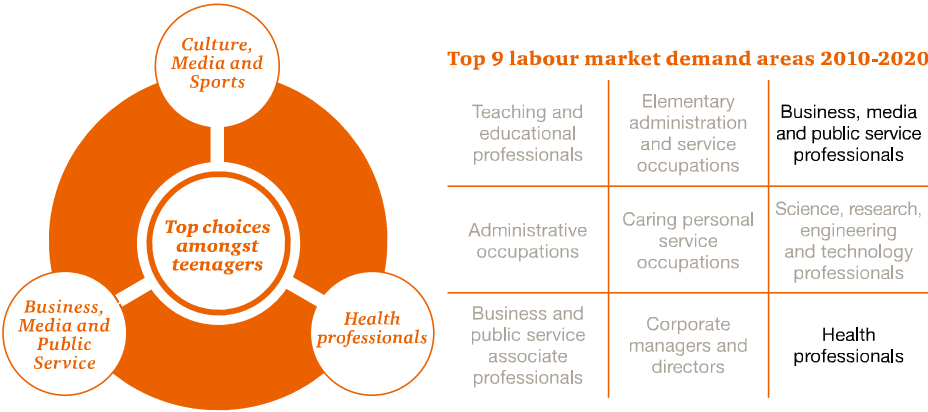 Culture,
Media and
Sports
Top choices
amongst
teenagers
Business,
Media and
Public
Service
Health
professionals
Top 9 labour market demand areas 2010-2020
Teaching and
educational
professionals
Elementary
administration
and service
occupations
Business, media
and public service
professionals
Administrative
occupations
Caring personal
service
occupations
Science, research,
engineering
and technology
professionals
Business and
public service
associate
professionals
Corporate
managers and
directors
Health
professionals